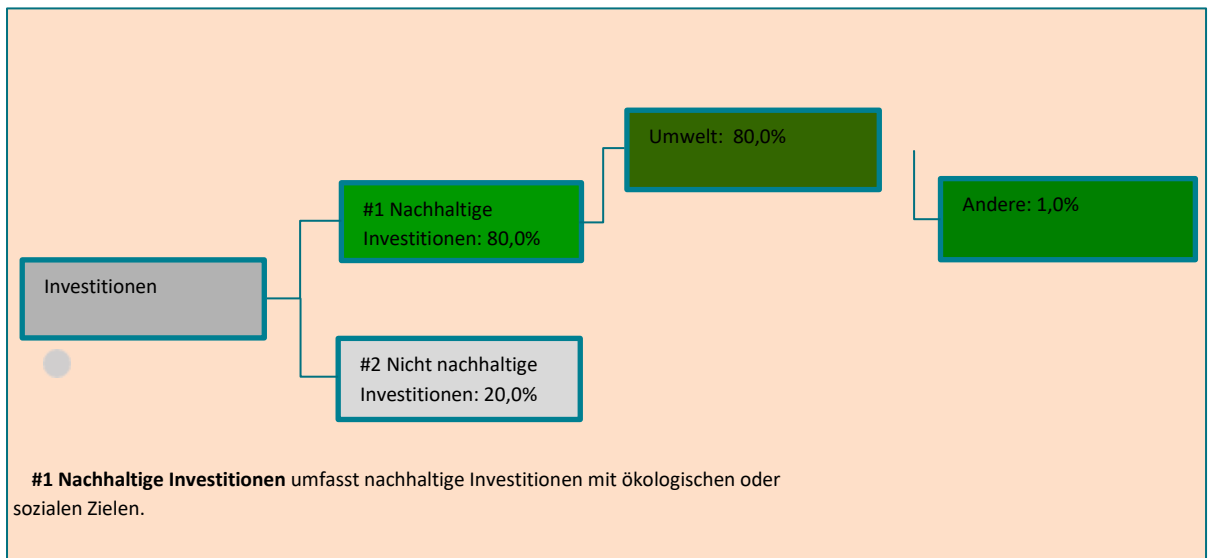 Umwelt: 80,0%
#1 Nachhaltige
Investitionen: 80,0%
Andere: 1,0%
Investitionen
#2 Nicht nachhaltige
Investitionen: 20,0%
#1 Nachhaltige Investitionen umfasst nachhaltige Investitionen mit ökologischen oder
sozialen Zielen.